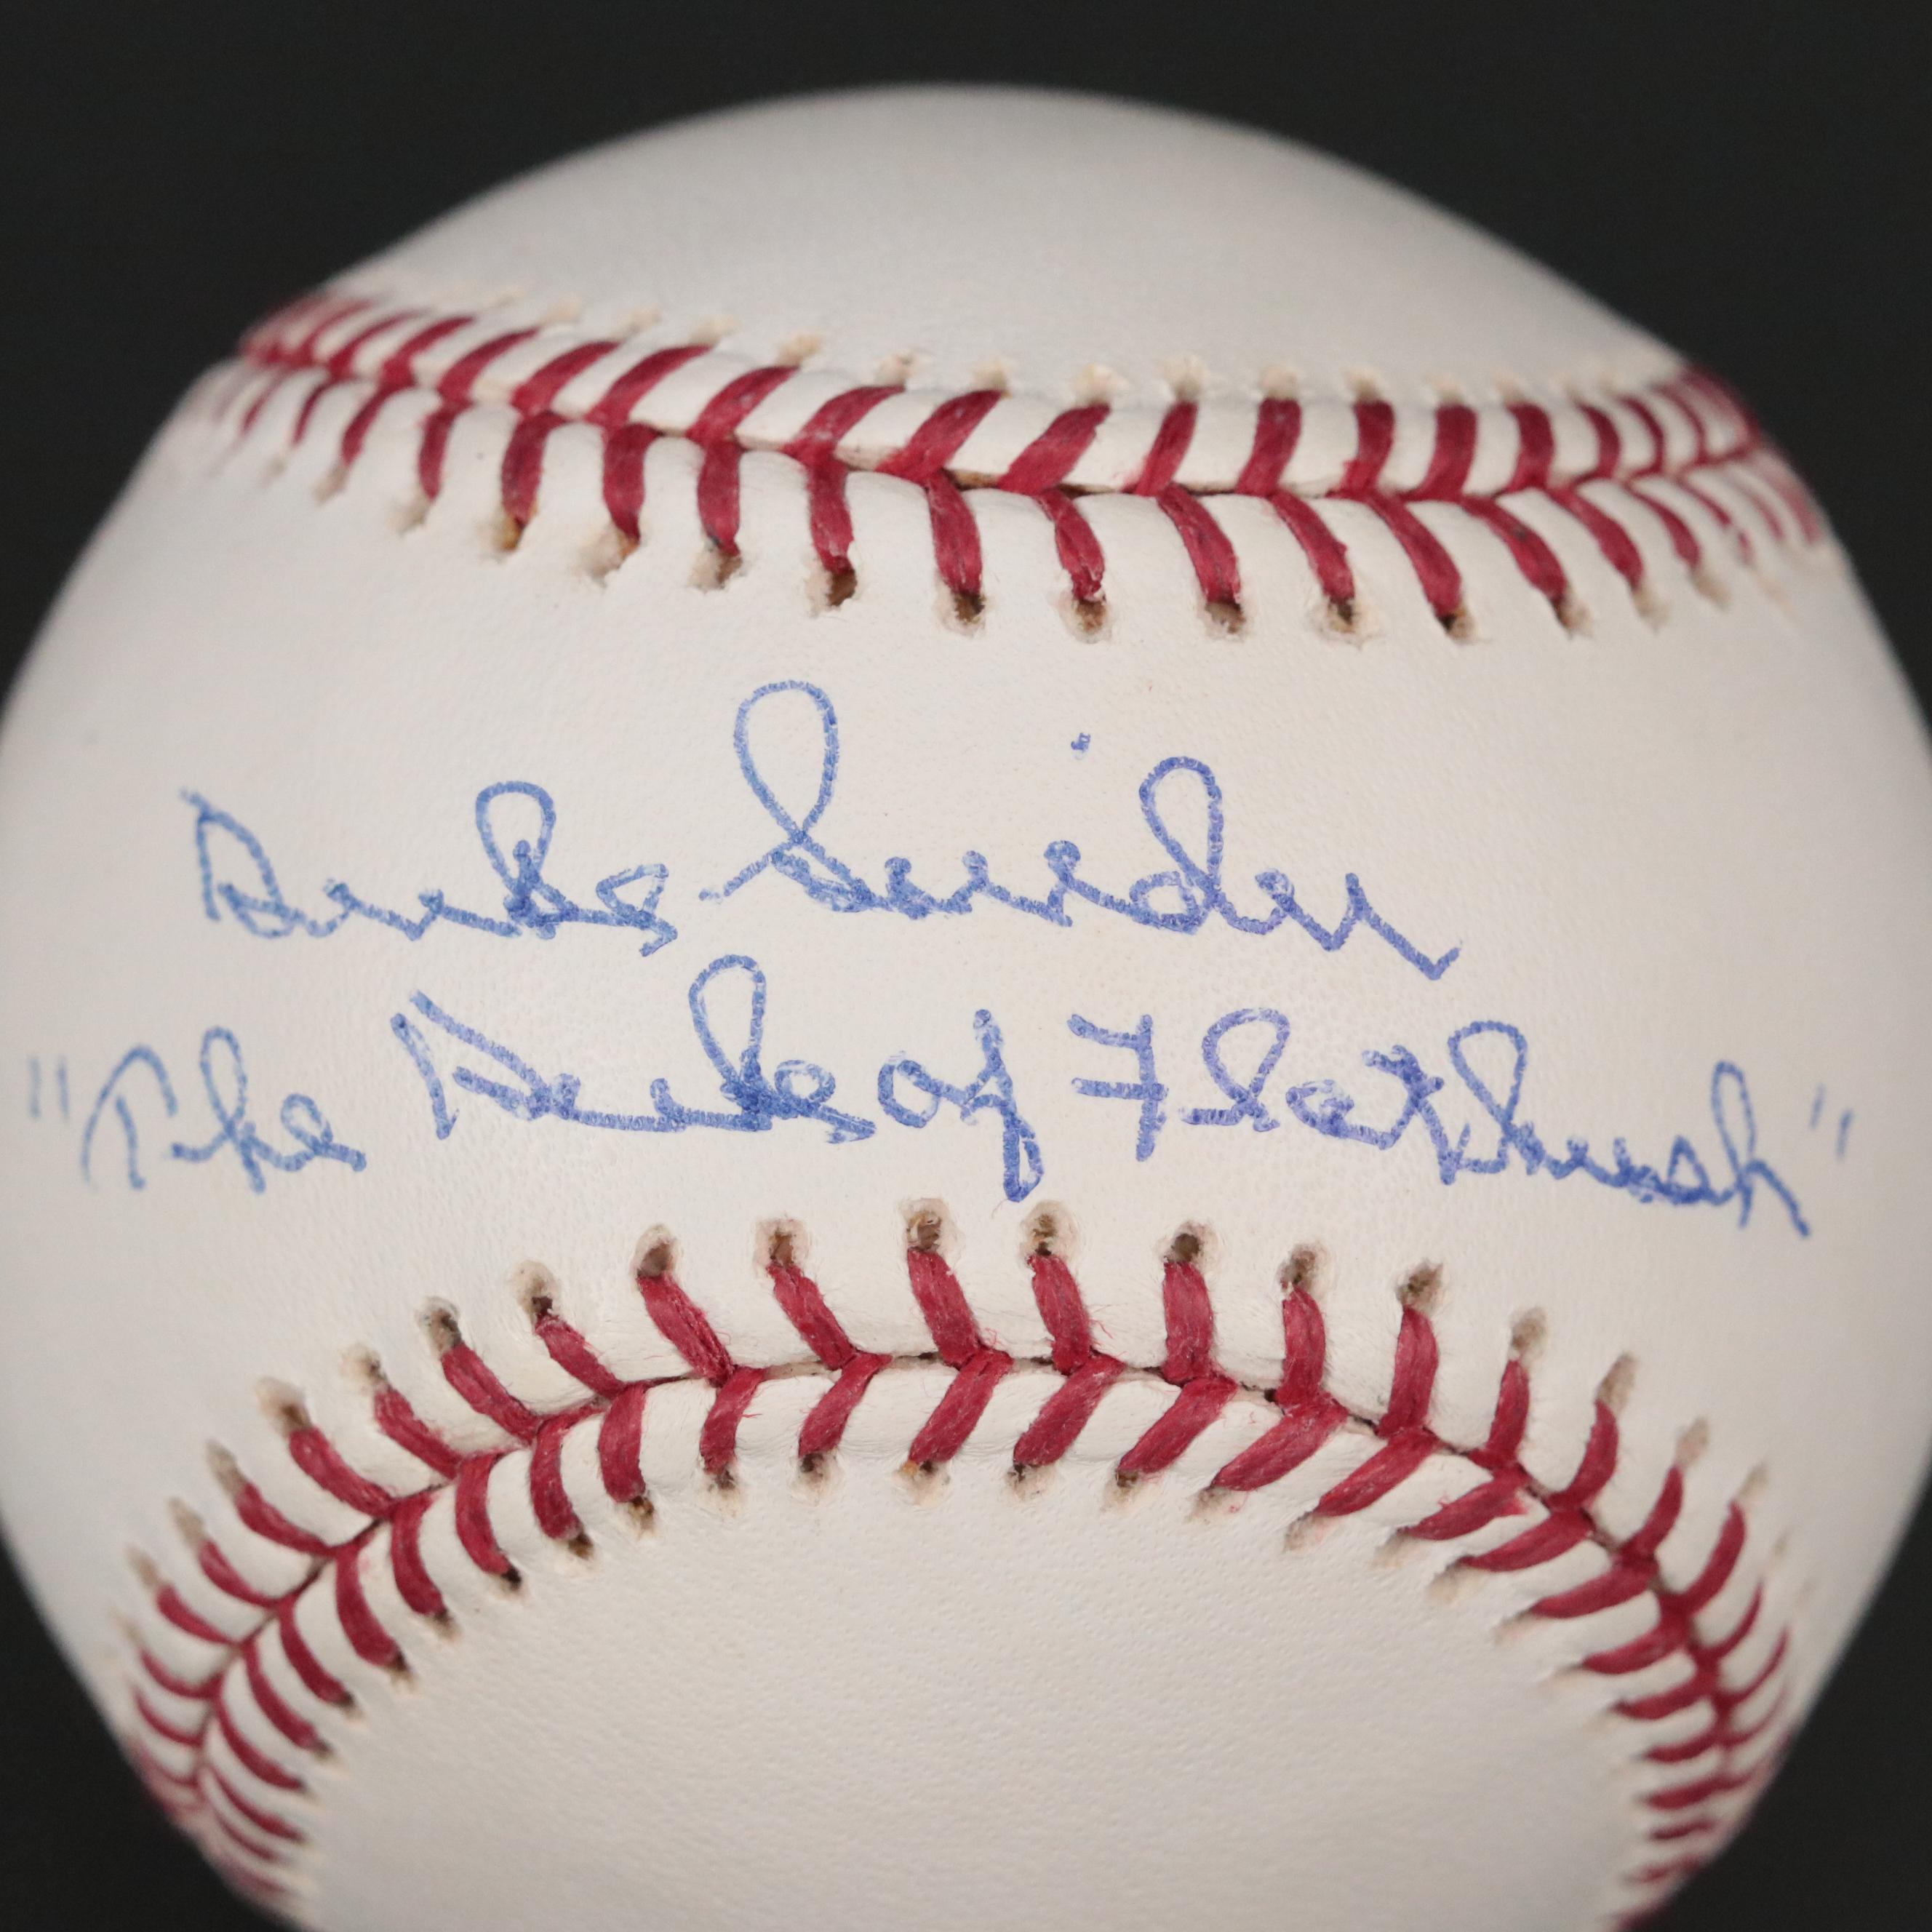 Duke Snider
"The Duke of Flatbush"